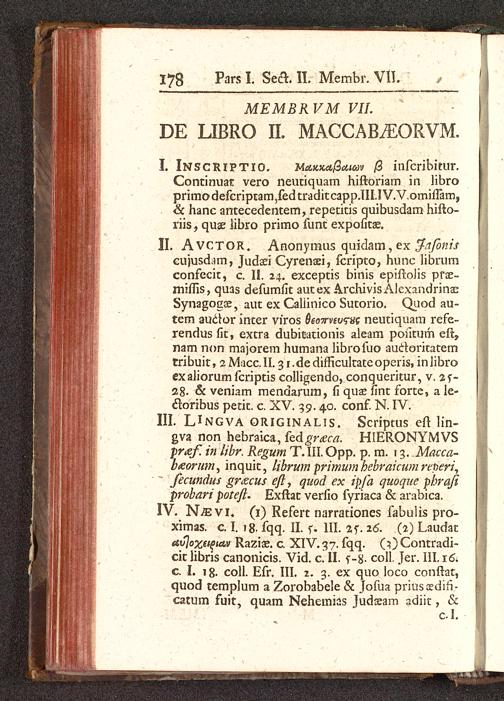 178 Pars I. Sect. II. Membr. VII.
MEMBRVM VII.
DE LIBRO II. MACCABÆORVM.
I. INSCRIPTIO. Μακκαβαιων β inſcribitur.
Continuat vero neutiquam hiſtoriam in libro
primo deſcriptam, ſed tradit capp. III. IV. V. omiſſam,
& hanc antecedentem, repetitis quibusdam hiſto-
riis, quæ libro primo ſunt expoſitæ.
II. AVCTOR. Anonymus quidam, ex Jaſonis
cujusdam, Judæi Cyrenæi, ſcripto, hunc librum
confecit, c. II. 24. exceptis binis epiſtolis præ-
miſſis, quas deſumſit aut ex Archivis Alexandrinæ
Synagogæ, aut ex Callinico Sutorio. Quod au-
tem auctor inter viros θεοπνευςȣς neutiquam refe-
rendus ſit, extra dubitationis aleam poſitum eſt,
nam non majorem humana libro ſuo auctoritatem
tribuit, 2 Macc. II. 31. de difficultate operis, in libro
ex aliorum ſcriptis colligendo, conqueritur, v. 25-
28. & veniam mendarum, ſi quæ ſint forte, a le-
ctoribus petit. c. XV. 39. 40. conf. N. IV.
III. LINGVA ORIGINALIS. Scriptus eſt lin-
gva non hebraica, ſed græca. HIERONYMVS
præf. in libr. Regum T. III. Opp. p. m. 13. Macca-
bæorum, inquit, librum primum hebraicum reperi,
ſecundus græcus eſt, quod ex ipſa quoque phraſi
probari poteſt. Exſtat verſio ſyriaca & arabica.
IV. NÆVI. (1) Refert narrationes fabulis pro-
ximas. c. I. 18. ſqq. II. 5. III. 25. 26. (2) Laudat
αυτοχειριαν Raziæ. c. XIV. 37. ſqq. (3) Contradi-
cit libris canonicis. Vid. c. II. 5-8. coll. Jer. III. 16.
c. I. 18. coll. Eſr. III. 2. 3. ex quo loco conſtat,
quod templum a Zorobabele & Joſua prius ædifi-
catum fuit, quam Nehemias Judæam adiit, &
c. I.